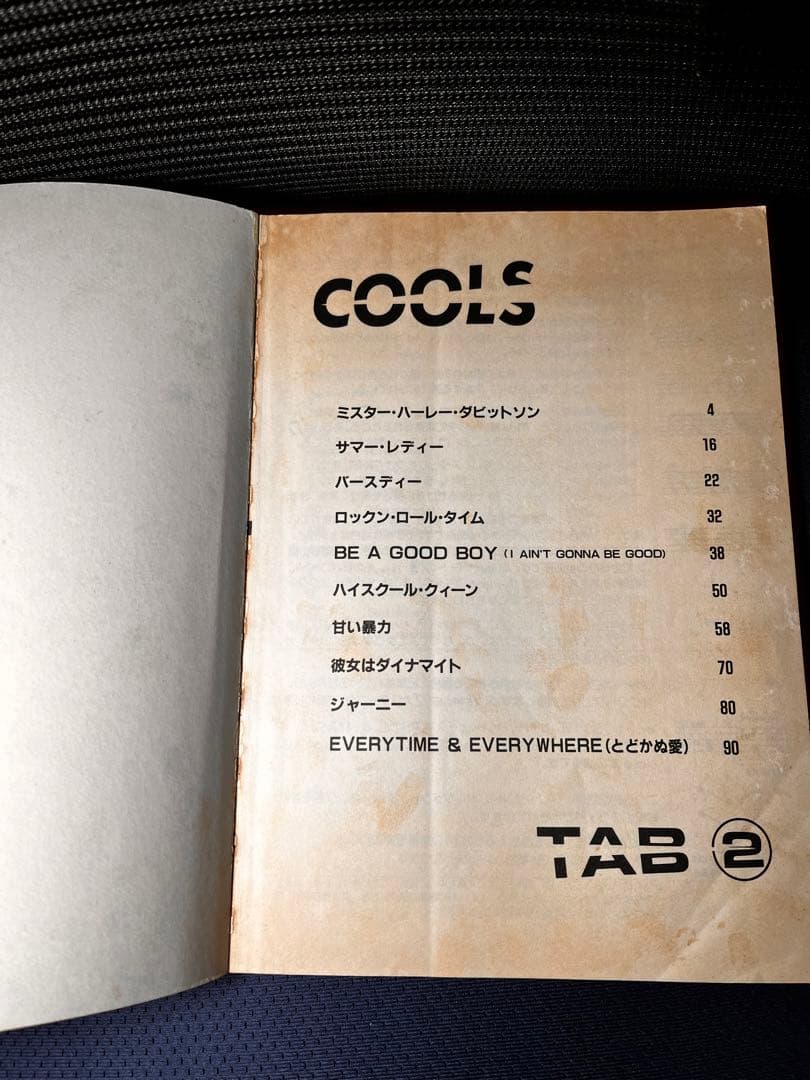 COOLS
ミスター・ハーレー・ダビットソン 4
サマー・レディー 16
バースディー 22
ロックン・ロール・タイム 32
BE A GOOD BOY (I AIN'T GONNA BE GOOD) 38
ハイスクール・クィーン 50
甘い暴力 58
彼女はダイナマイト 70
ジャーニー 80
EVERYTIME & EVERYWHERE (とどかぬ愛) 90
TAB ②